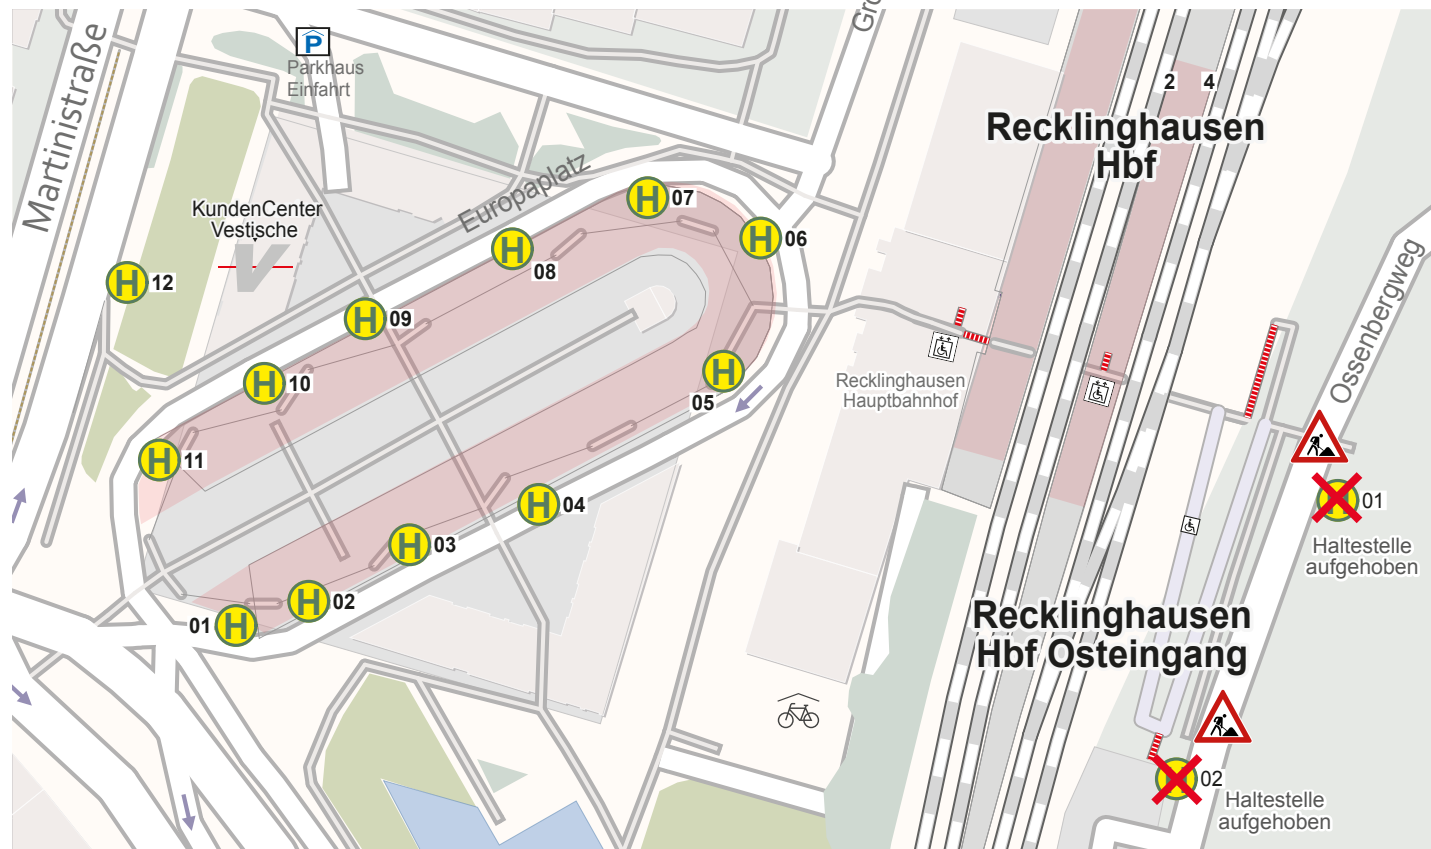 Martinistraße
P
Parkhaus
Einfahrt
Gro
2 4
Recklinghausen
Hbf
Europaplatz
KundenCenter
Vestische
V
H 07
H 06
H 08
H 12
H 09
H 10
H 05
H 11
H 04
H 03
H 02
01 H
Recklinghausen
Hauptbahnhof
Ossenbergweg
H 01
Haltestelle
aufgehoben
Recklinghausen
Hbf Osteingang
H 02
Haltestelle
aufgehoben